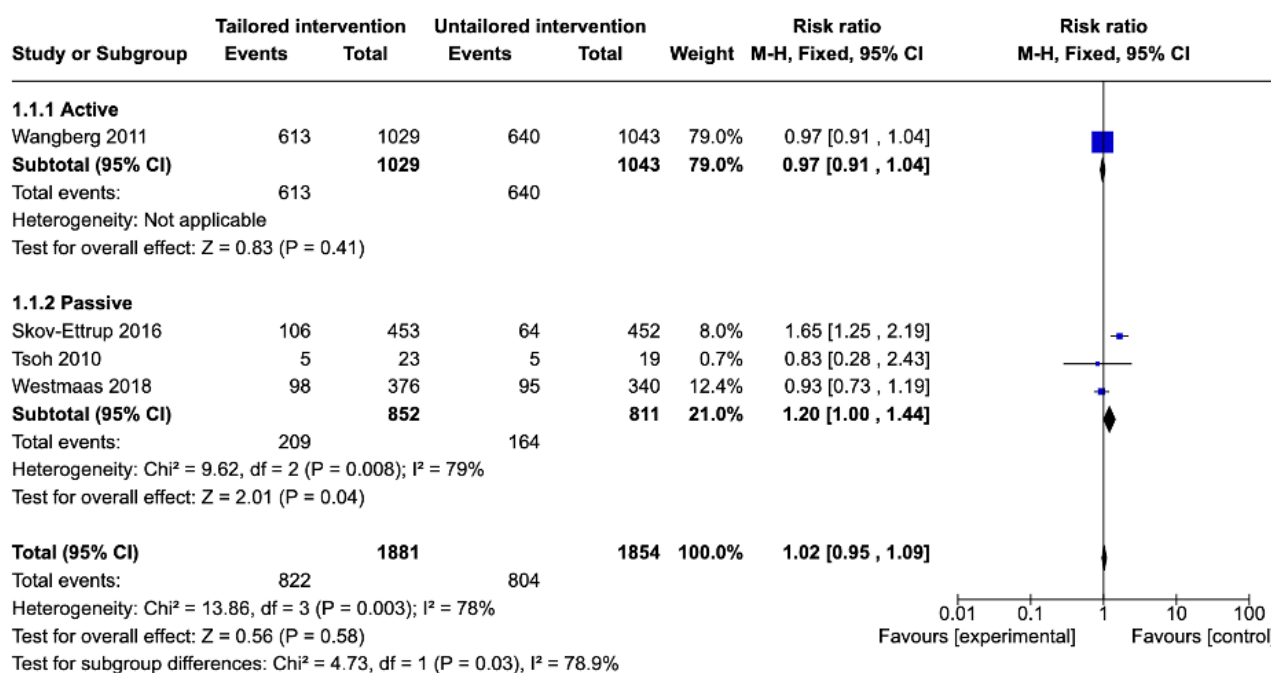 Tailored intervention Untailored intervention Risk ratio Risk ratio
Study or Subgroup Events Total Events Total Weight M-H, Fixed, 95% CI M-H, Fixed, 95% CI
1.1.1 Active
Wangberg 2011 613 1029 640 1043 79.0% 0.97 [0.91 , 1.04]
Subtotal (95% CI) 1029 1043 79.0% 0.97 [0.91 , 1.04]
Total events: 613 640
Heterogeneity: Not applicable
Test for overall effect: Z = 0.83 (P = 0.41)
1.1.2 Passive
Skov-Ettrup 2016 106 453 64 452 8.0% 1.65 [1.25 , 2.19]
Tsoh 2010 5 23 5 19 0.7% 0.83 [0.28 , 2.43]
Westmaas 2018 98 376 95 340 12.4% 0.93 [0.73 , 1.19]
Subtotal (95% CI) 852 811 21.0% 1.20 [1.00 , 1.44]
Total events: 209 164
Heterogeneity: Chi² = 9.62, df = 2 (P = 0.008); I² = 79%
Test for overall effect: Z = 2.01 (P = 0.04)
Total (95% CI) 1881 1854 100.0% 1.02 [0.95 , 1.09]
Total events: 822 804
Heterogeneity: Chi² = 13.86, df = 3 (P = 0.003); I² = 78%
0.01 0.1 1 10 100
Test for overall effect: Z = 0.56 (P = 0.58)
Favours [experimental] Favours [control]
Test for subgroup differences: Chi² = 4.73, df = 1 (P = 0.03), I² = 78.9%